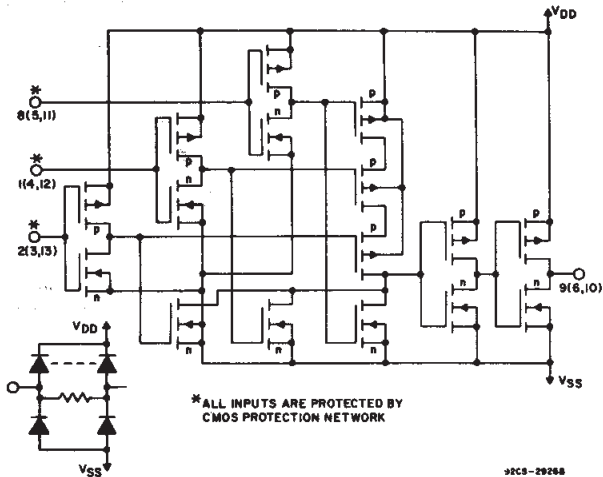 VDD
*
8(5,11)
p
n
p
*
1(4,12)
p
n
p
*
2(3,13)
p
n
p
p
p
9(6,10)
n
n
n
n
n
VDD
VSS
VSS
*ALL INPUTS ARE PROTECTED BY
CMOS PROTECTION NETWORK
92CS-29268